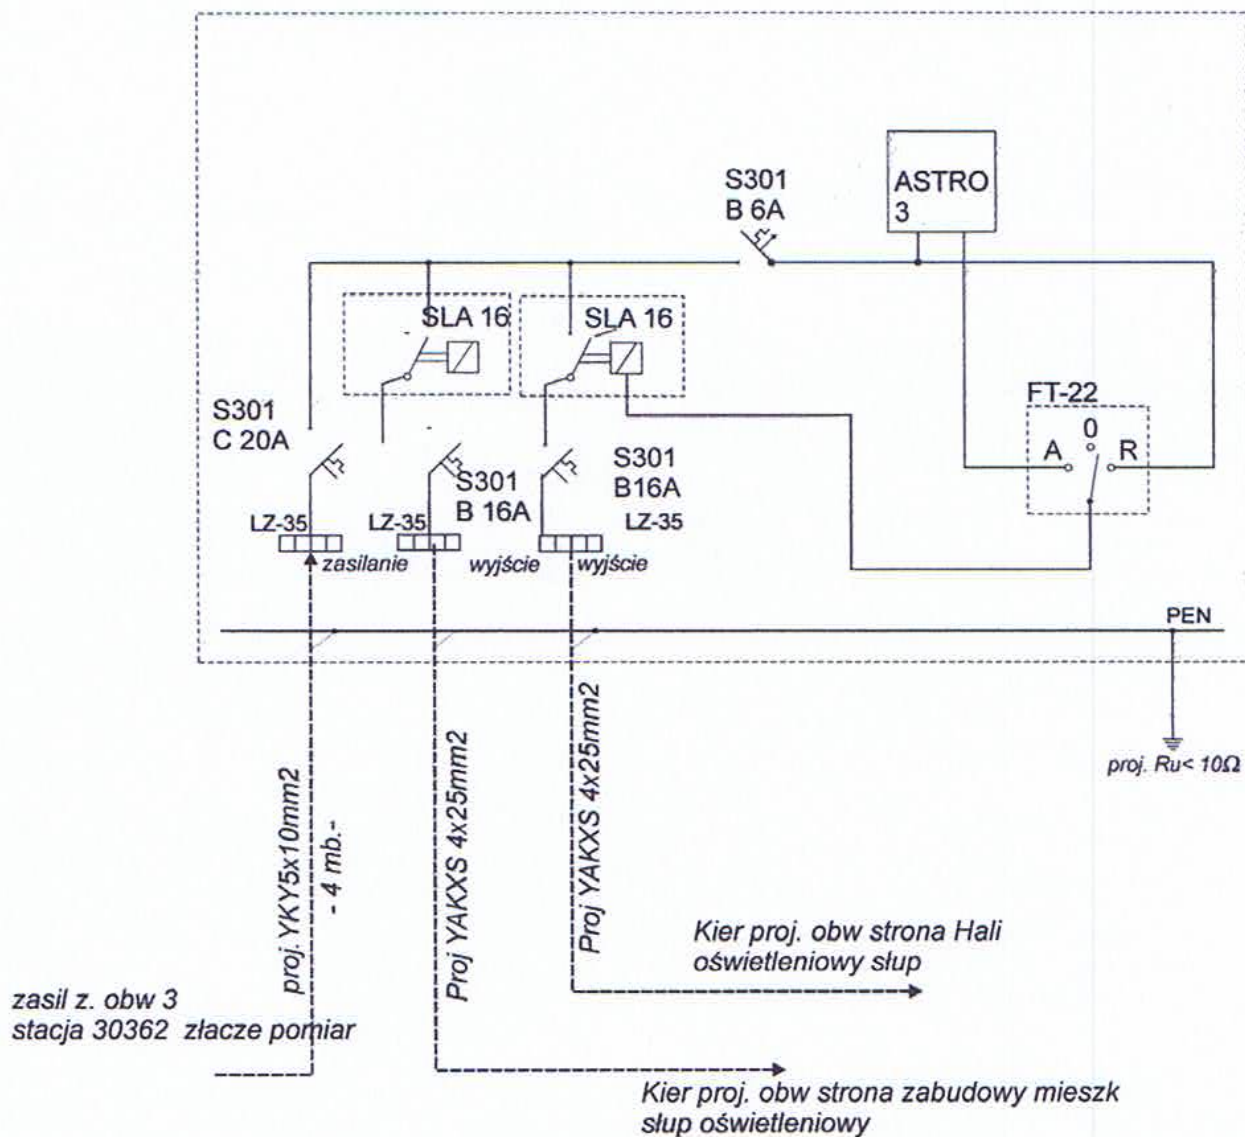 S301
B 6A
ASTRO
3
SLA 16
SLA 16
S301
C 20A
FT-22
0
A
R
S301
B 16A
S301
B16A
LZ-35
LZ-35
LZ-35
zasilanie
wyjście
wyjście
PEN
proj. Ru< 10Ω
proj. YKY5x10mm2
- 4 mb.-
Proj YAKXS 4x25mm2
Proj YAKXS 4x25mm2
Kier proj. obw strona Hali
oświetleniowy słup
zasil z. obw 3
stacja 30362 złacze pomiar
Kier proj. obw strona zabudowy mieszk
słup oświetleniowy